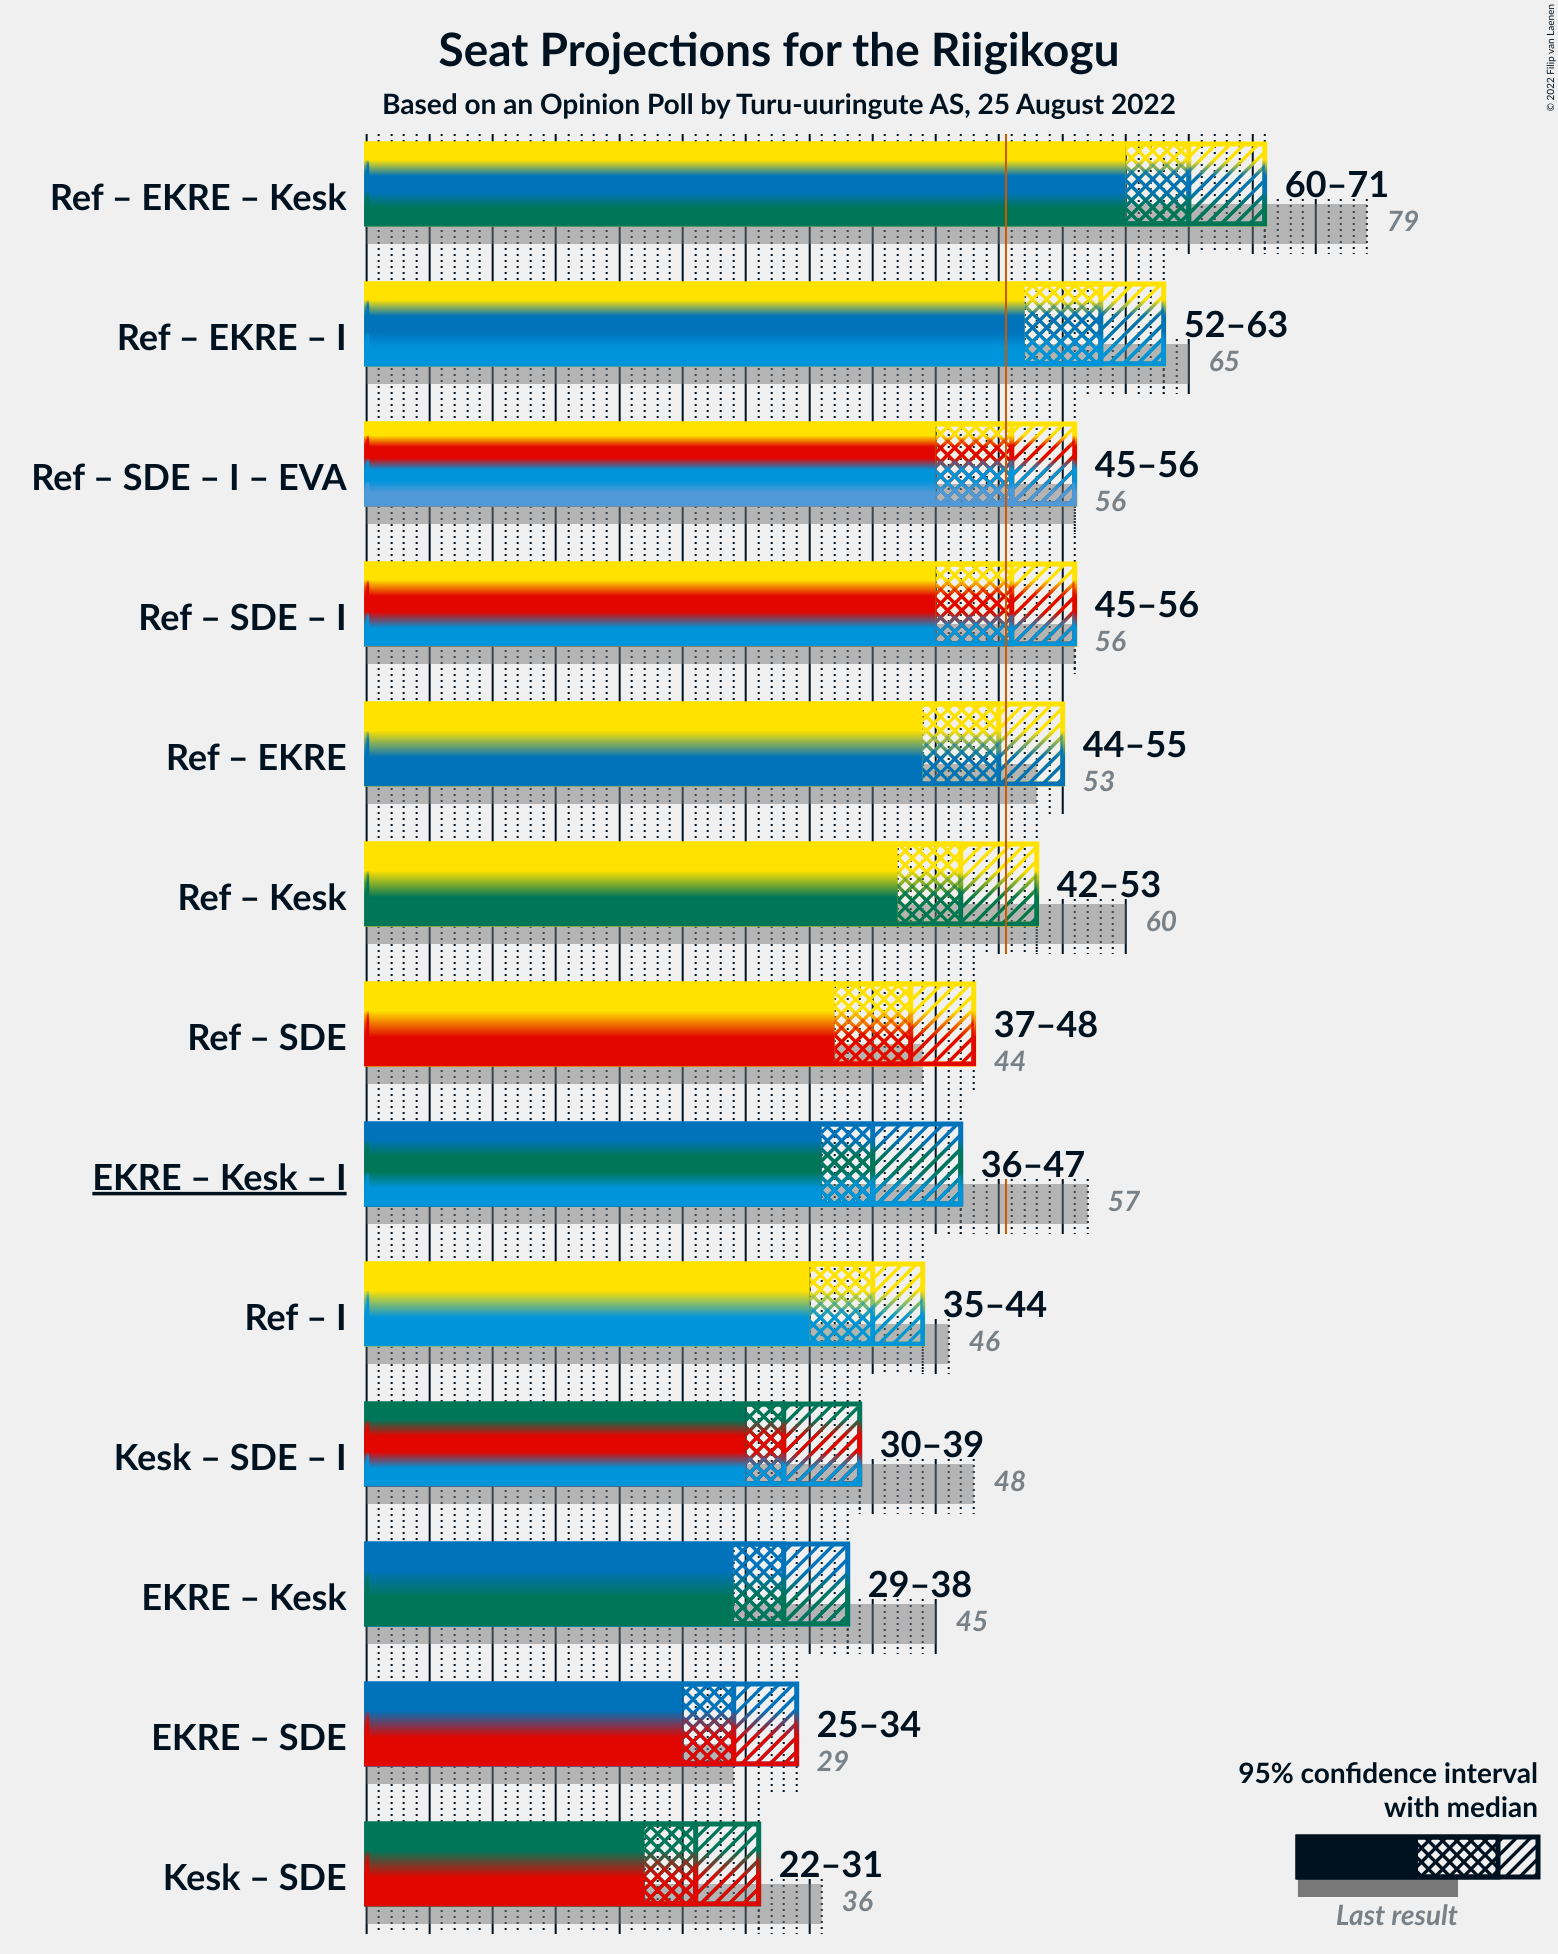 Seat Projections for the Riigikogu
Based on an Opinion Poll by Turu-uuringute AS, 25 August 2022
© 2022 Filip van Laenen
Ref – EKRE – Kesk
60–71
79
Ref – EKRE – I
52–63
65
Ref – SDE – I – EVA
45–56
56
Ref – SDE – I
45–56
56
Ref – EKRE
44–55
53
Ref – Kesk
42–53
60
Ref – SDE
37–48
44
EKRE – Kesk – I
36–47
57
Ref – I
35–44
46
Kesk – SDE – I
30–39
48
EKRE – Kesk
29–38
45
EKRE – SDE
25–34
29
Kesk – SDE
22–31
36
95% confidence interval
with median
Last result